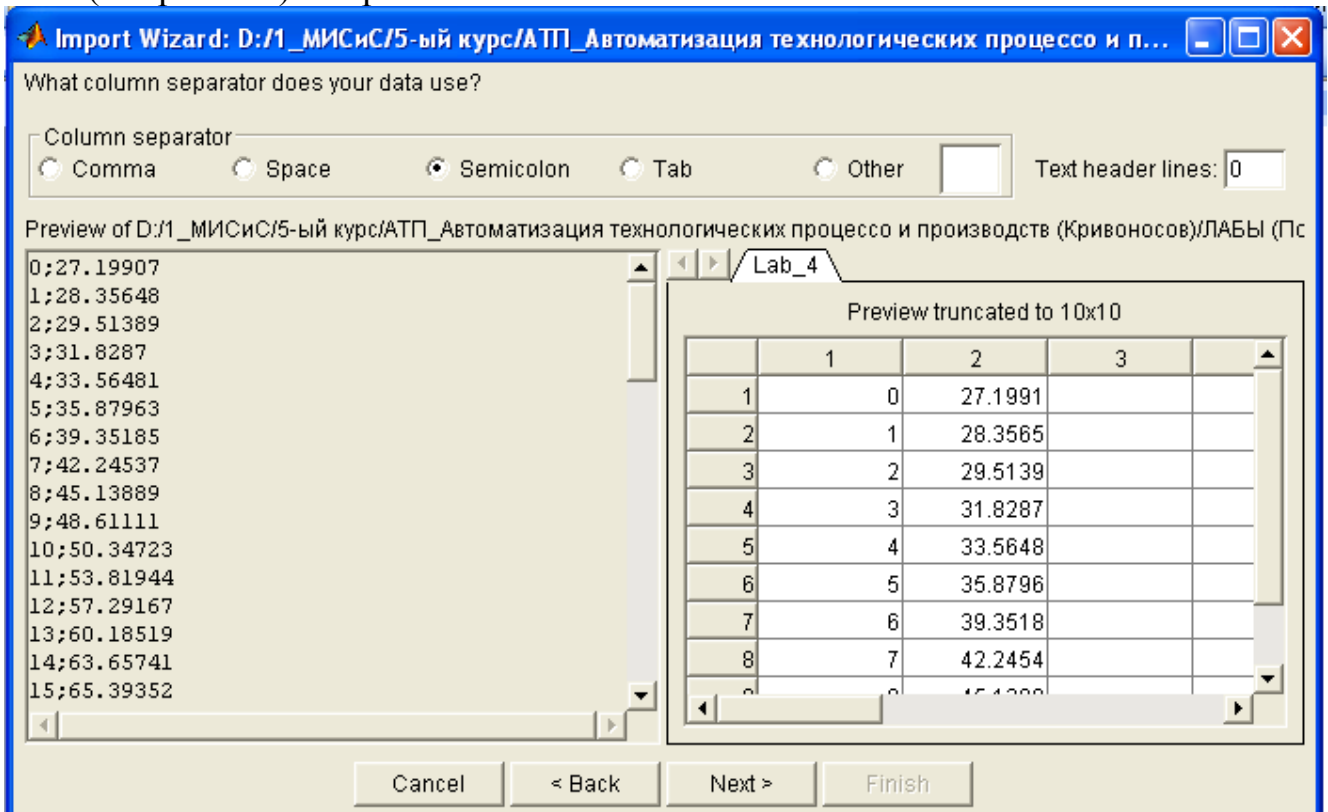 Import Wizard: D:/1_МИСиС/5-ый курс/АТП_Автоматизация технологических процессо и п...
What column separator does your data use?
Column separator
Comma Space Semicolon Tab Other Text header lines: 0
Preview of D:/1_МИСиС/5-ый курс/АТП_Автоматизация технологических процессо и производств (Кривоносов)/ЛАБЫ (Пс
0;27.19907
1;28.35648
2;29.51389
3;31.8287
4;33.56481
5;35.87963
6;39.35185
7;42.24537
8;45.13889
9;48.61111
10;50.34723
11;53.81944
12;57.29167
13;60.18519
14;63.65741
15;65.39352
Lab_4
Preview truncated to 10x10
1 2 3
1 0 27.1991
2 1 28.3565
3 2 29.5139
4 3 31.8287
5 4 33.5648
6 5 35.8796
7 6 39.3518
8 7 42.2454
Cancel < Back Next > Finish